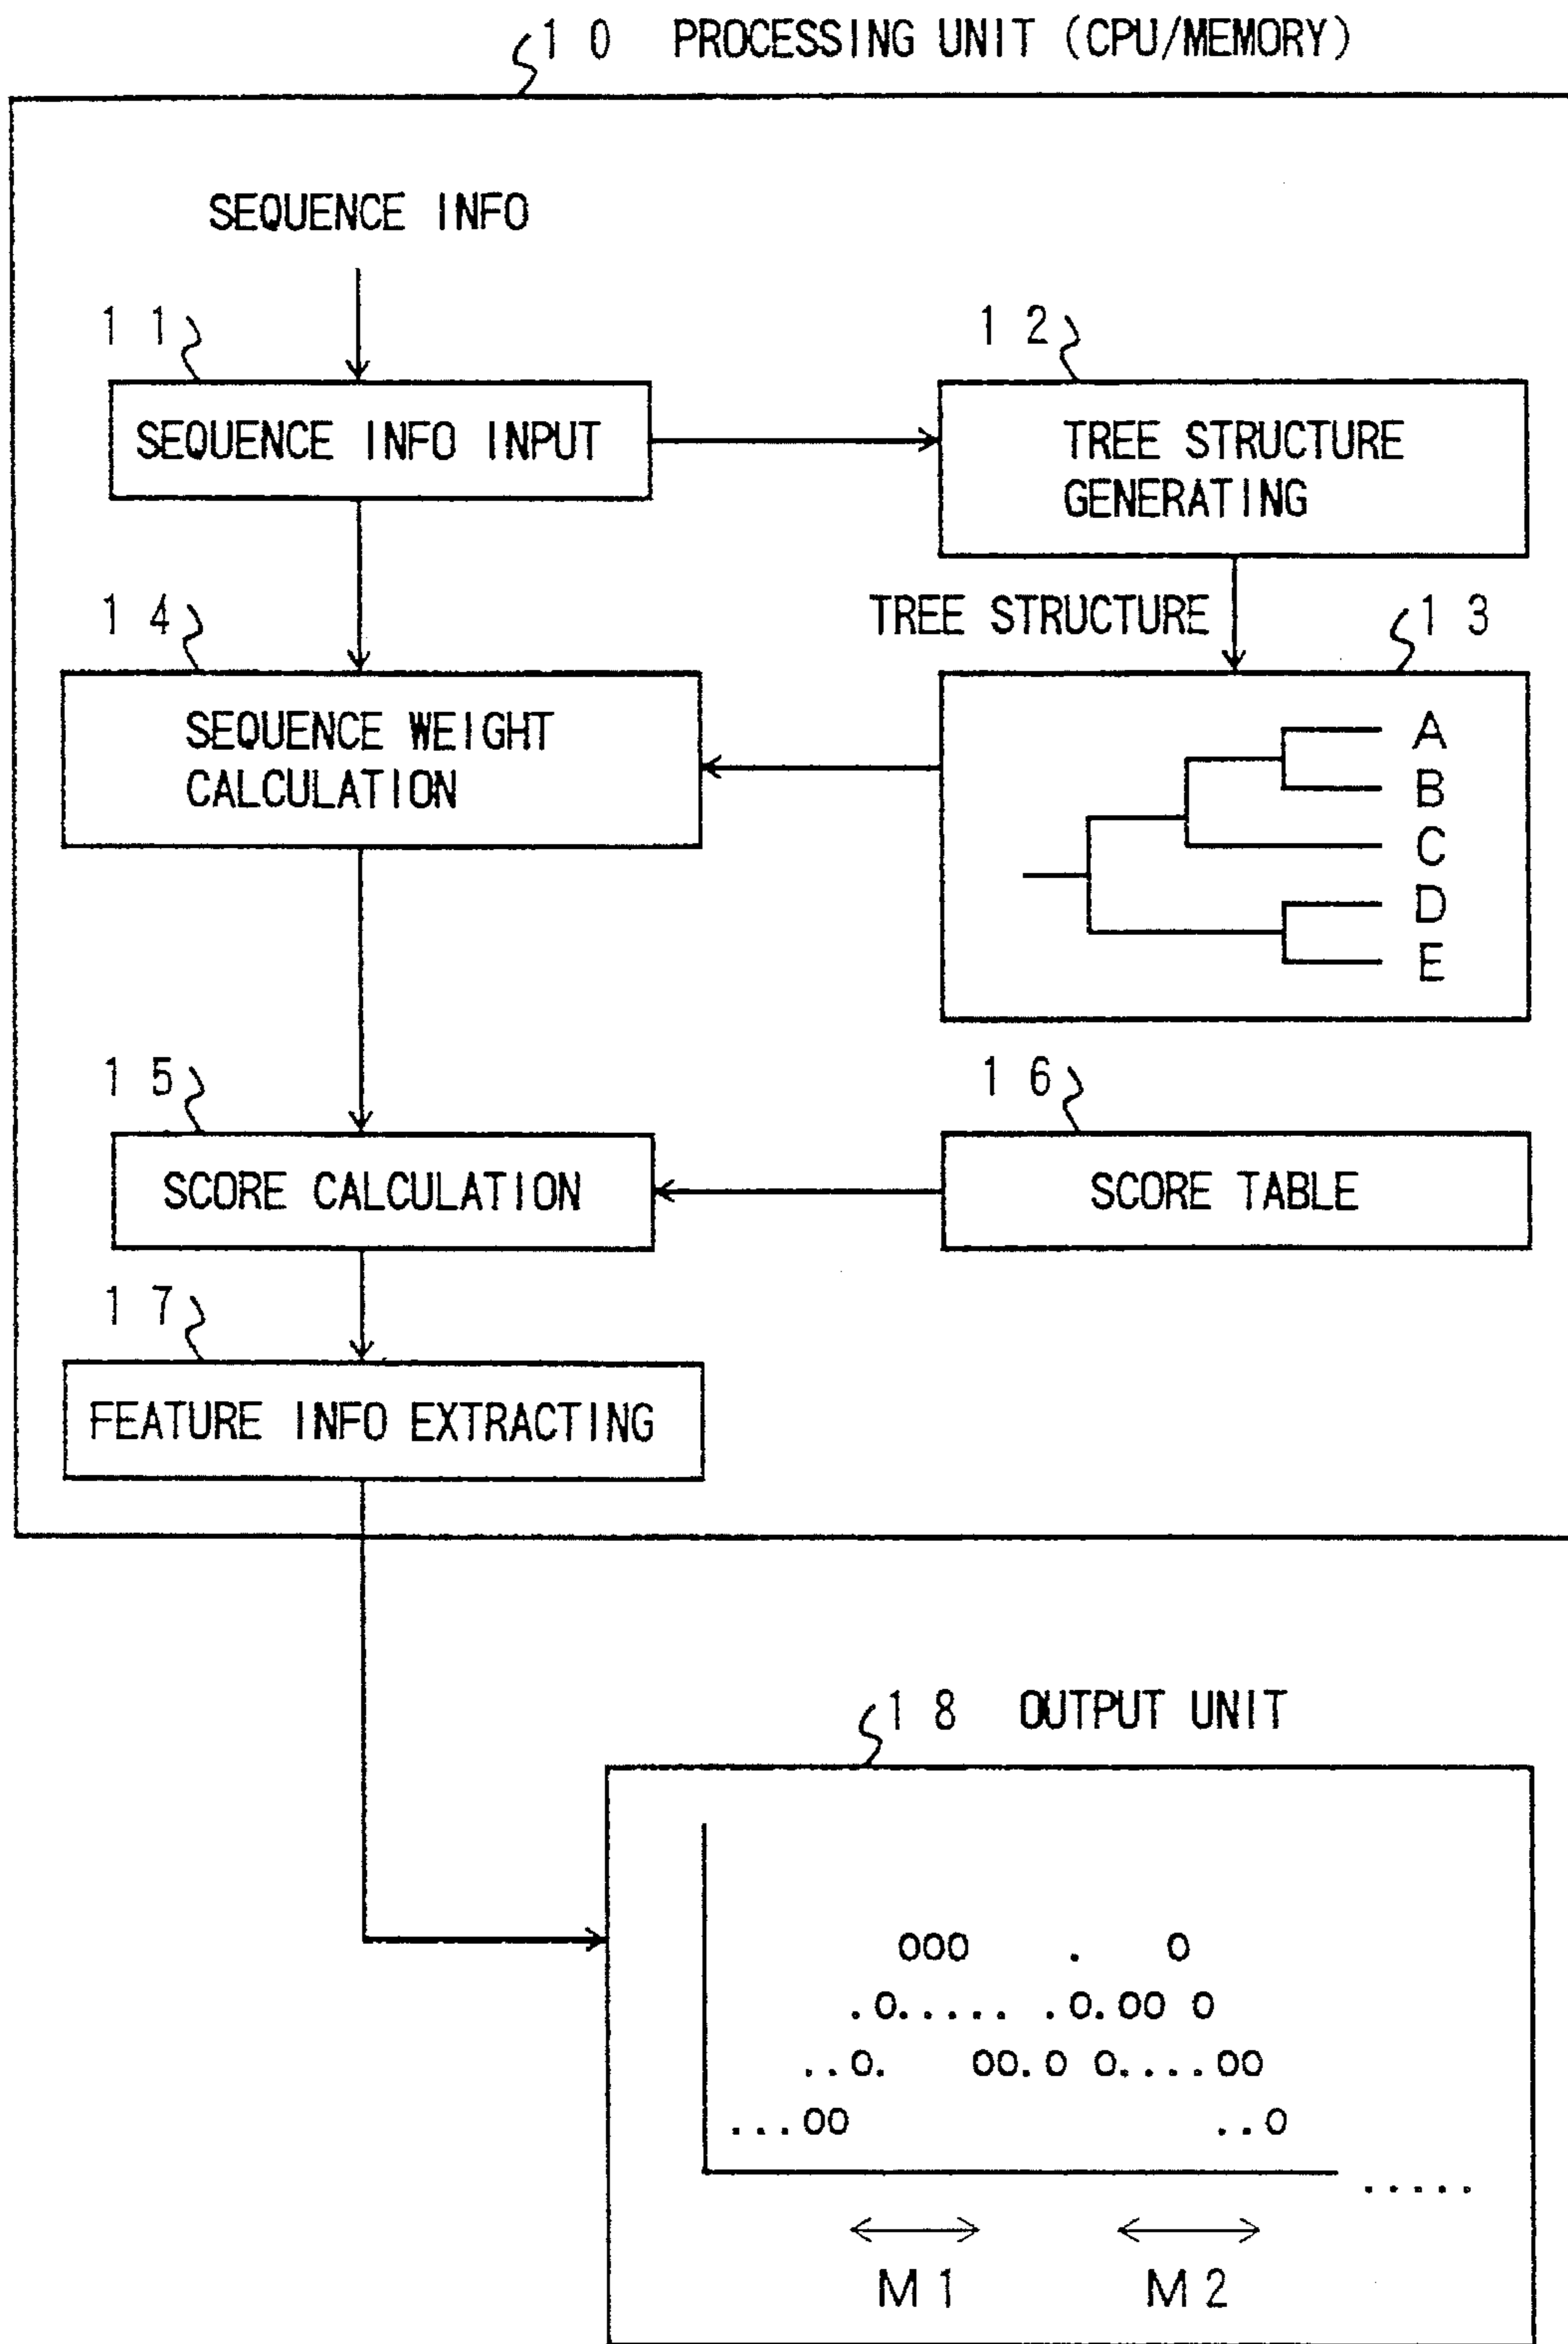 10 PROCESSING UNIT (CPU/MEMORY)
SEQUENCE INFO
11
12
SEQUENCE INFO INPUT
TREE STRUCTURE
GENERATING
14
TREE STRUCTURE
13
SEQUENCE WEIGHT
CALCULATION
A
B
C
D
E
15
16
SCORE CALCULATION
SCORE TABLE
17
FEATURE INFO EXTRACTING
18 OUTPUT UNIT
OOO . O
.O..... .O.OO O
..O. OO.O O....OO
...OO ..O
.....
M1 M2